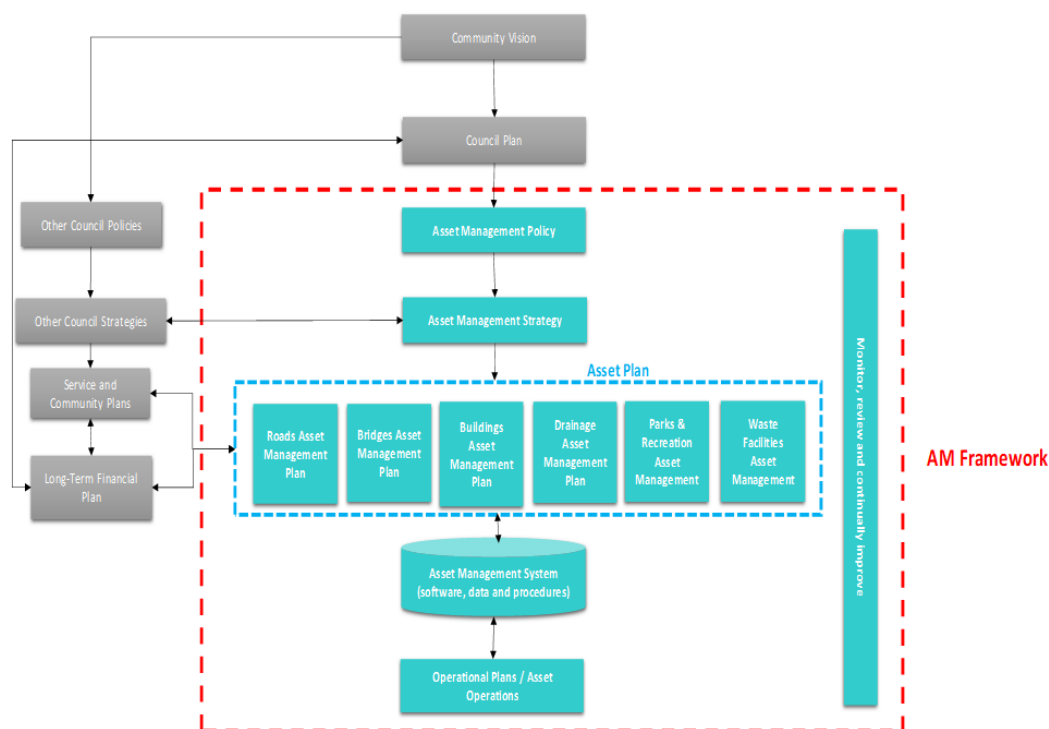 Community Vision
Council Plan
Other Council Policies
Asset Management Policy
Other Council Strategies
Asset Management Strategy
Service and
Community Plans
Long-Term Financial
Plan
Asset Plan
Roads Asset
Management
Plan
Bridges Asset
Management
Plan
Buildings
Asset
Management
Plan
Drainage
Asset
Management
Plan
Parks &
Recreation
Asset
Management
Waste
Facilities
Asset
Management
Asset Management System
(software, data and procedures)
Operational Plans / Asset
Operations
Monitor, review and continually improve
AM Framework